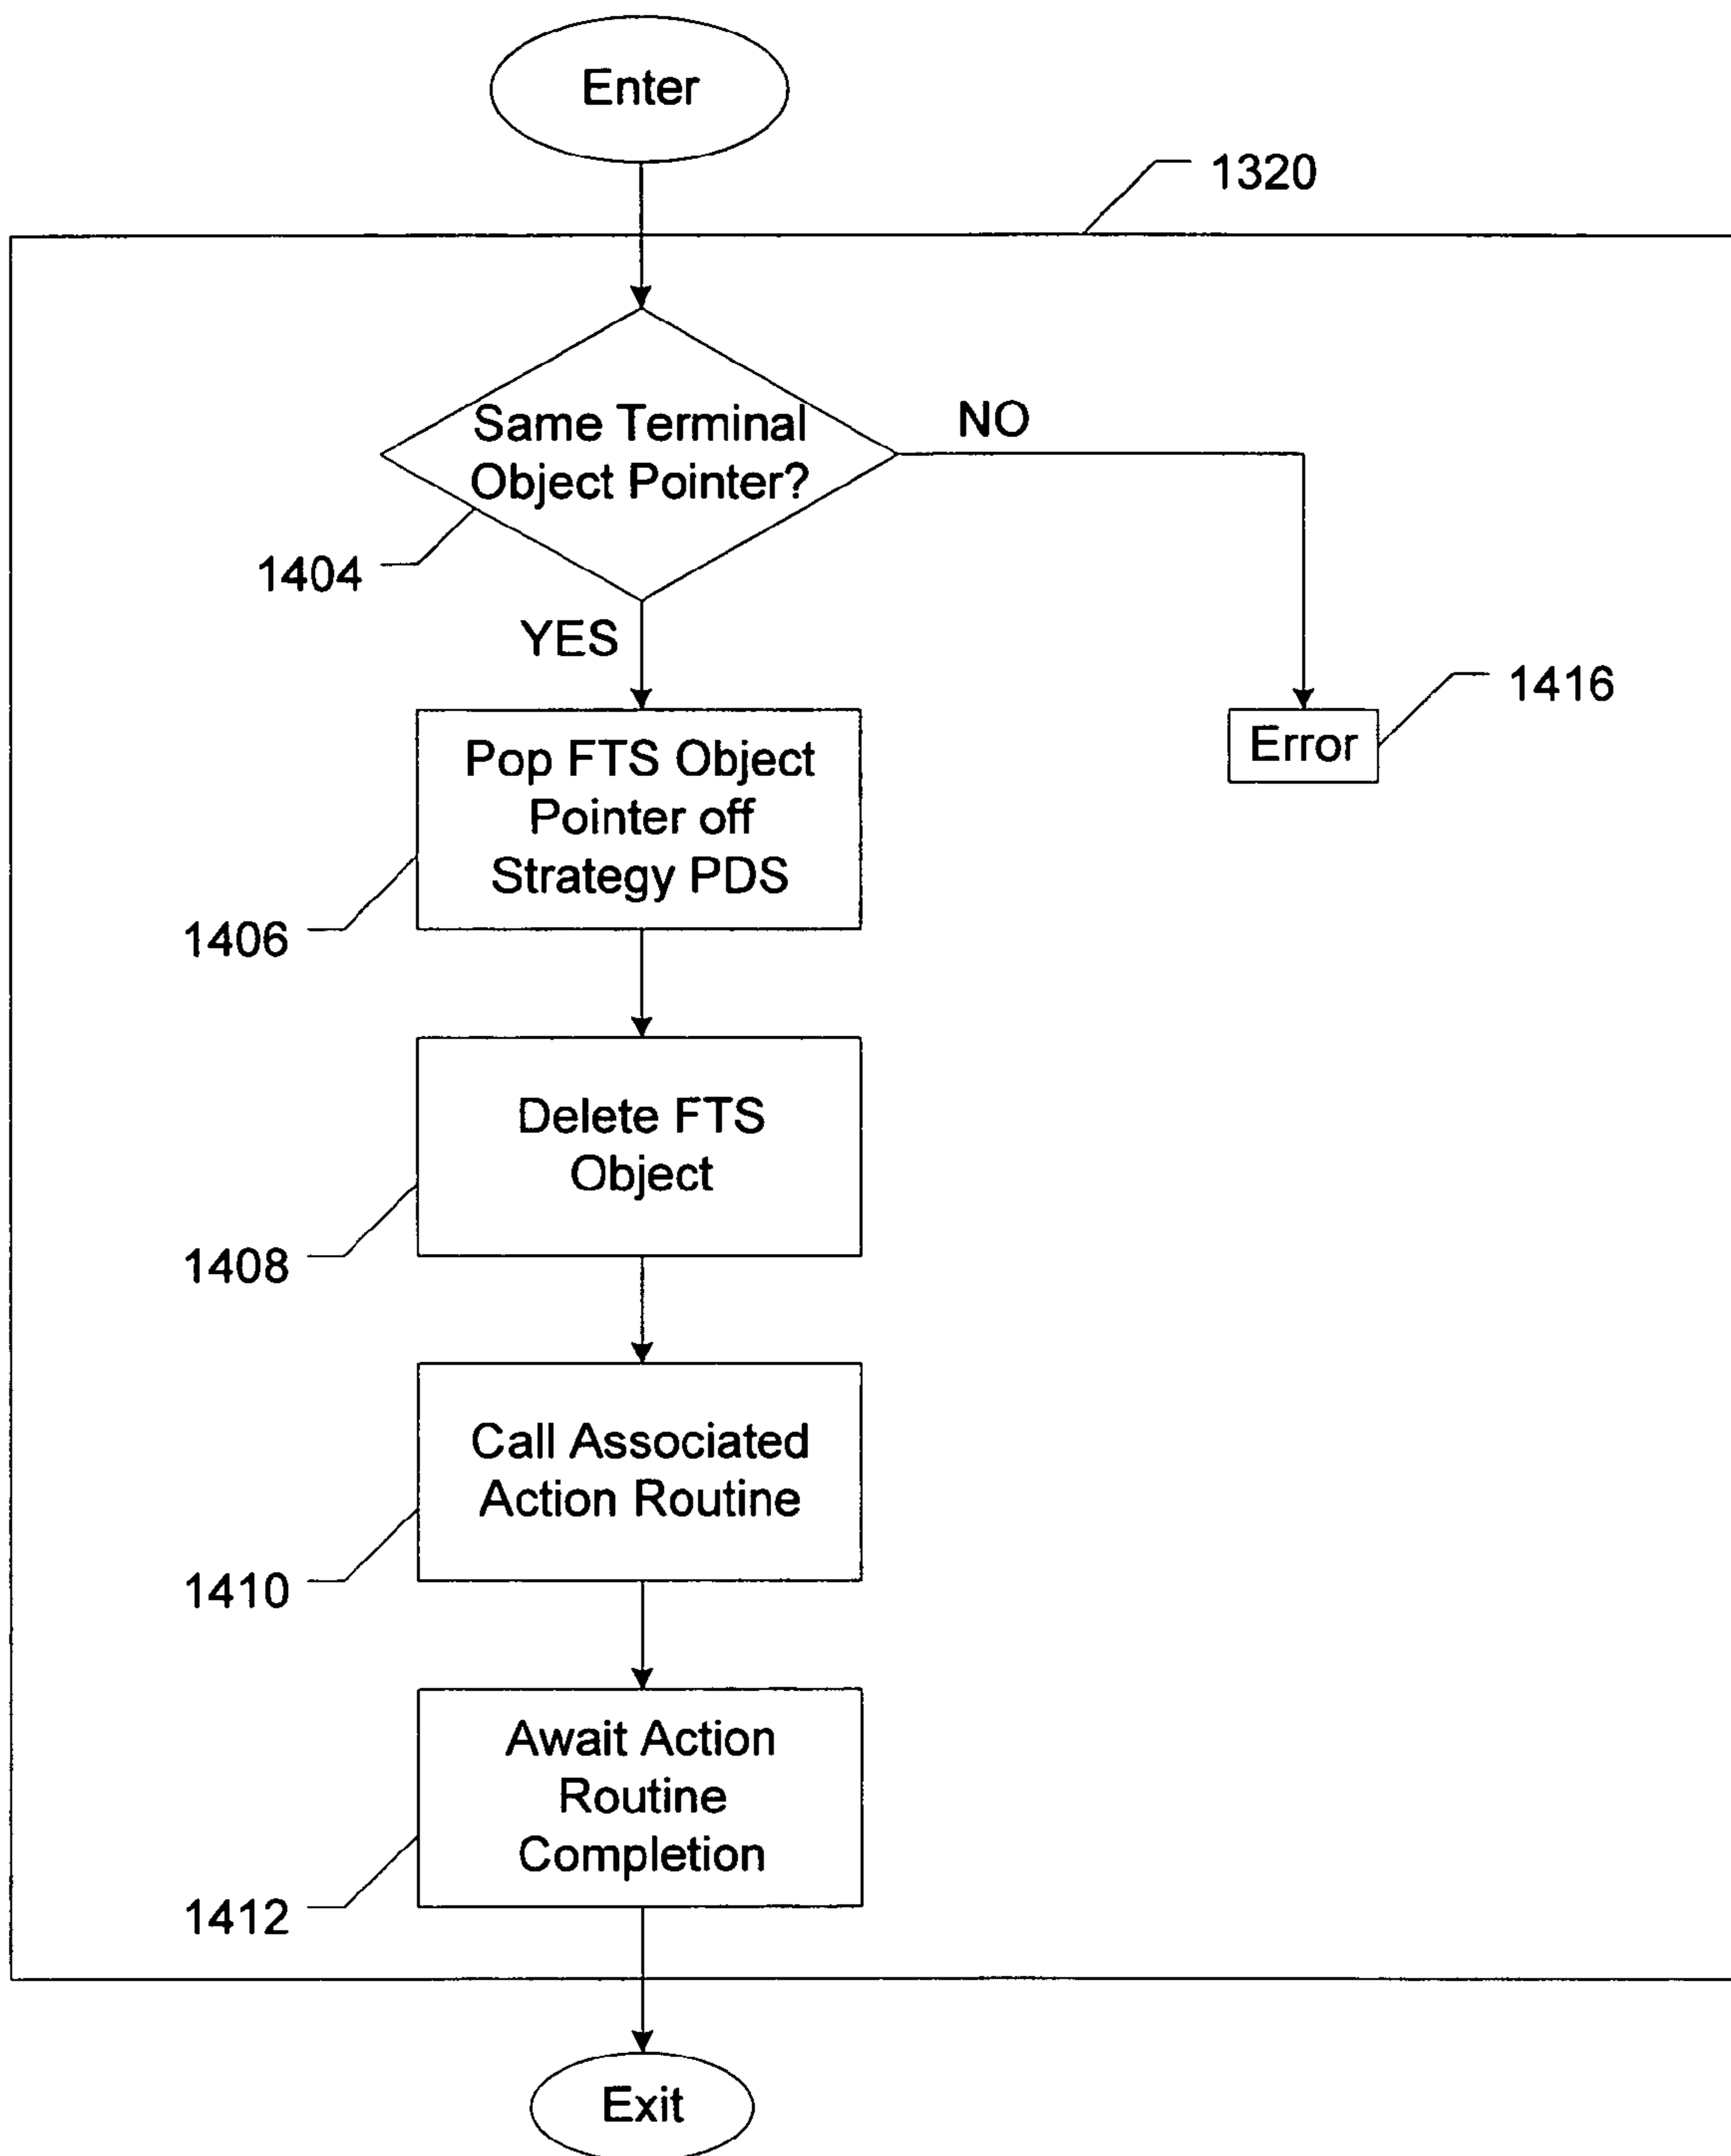 Enter
1320
Same Terminal
Object Pointer?
NO
1404
YES
1416
Pop FTS Object
Pointer off
Strategy PDS
Error
1406
Delete FTS
Object
1408
Call Associated
Action Routine
1410
Await Action
Routine
Completion
1412
Exit